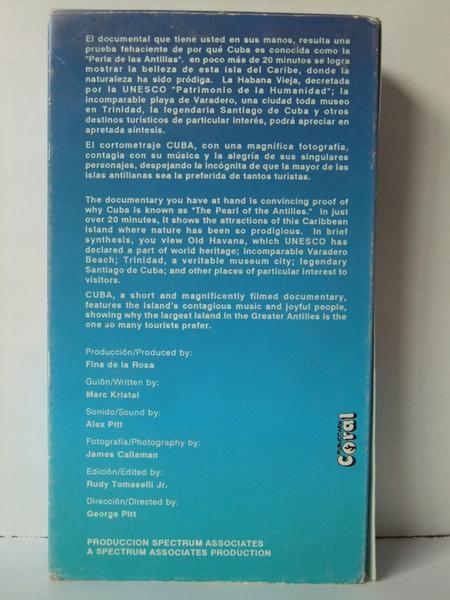 El documental que tiene usted en sus manos, resulta una
prueba fehaciente de por qué Cuba es conocida como la
"Perla de las Antillas". en poco más de 20 minutos se logra
mostrar la belleza de esta isla del Caribe, donde la
naturaleza ha sido pródiga. La Habana Vieja, decretada
por la UNESCO "Patrimonio de la Humanidad"; la
incomparable playa de Varadero, una ciudad toda museo
en Trinidad, la legendaria Santiago de Cuba y otros
destinos turísticos de particular interés, podrá apreciar en
apretada síntesis.
El cortometraje CUBA, con una magnífica fotografía,
contagia con su música y la alegría de sus singulares
personajes, despejando la incógnita de que la mayor de las
islas antillanas sea la preferida de tantos turistas.
The documentary you have at hand is convincing proof of
why Cuba is known as "The Pearl of the Antilles." In just
over 20 minutes, it shows the attractions of this Caribbean
Island where nature has been so prodigious. In brief
synthesis, you view Old Havana, which UNESCO has
declared a part of world heritage; incomparable Varadero
Beach; Trinidad, a veritable museum city; legendary
Santiago de Cuba; and other places of particular interest to
visitors.
CUBA, a short and magnificently filmed documentary,
features the island's contagious music and joyful people,
showing why the largest Island in the Greater Antilles is the
one so many tourists prefer.
Producción/Produced by:
Fina de la Rosa
Guión/Written by:
Marc Kristal
Sonido/Sound by:
Alex Pitt
Fotografía/Photography by:
James Callaman
Edición/Edited by:
Rudy Tomaselli Jr.
Dirección/Directed by:
George Pitt
PRODUCCION SPECTRUM ASSOCIATES
A SPECTRUM ASSOCIATES PRODUCTION
Coral